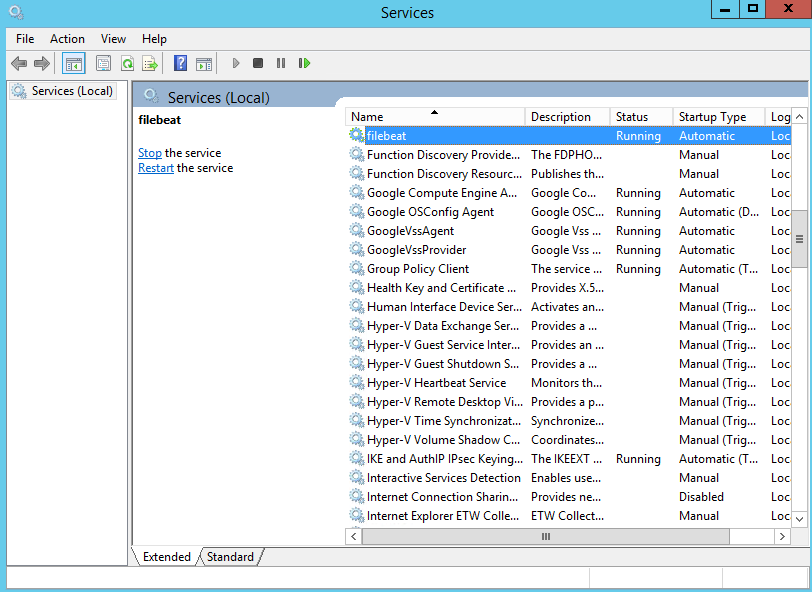 Services
File Action View Help
Services (Local)
Services (Local)
filebeat
Stop the service
Restart the service
Name Description Status Startup Type Log
filebeat Running Automatic Loc
Function Discovery Provide... The FDPHO... Manual Loc
Function Discovery Resourc... Publishes th... Manual Loc
Google Compute Engine A... Google Co... Running Automatic Loc
Google OSConfig Agent Google OSC... Running Automatic (D... Loc
GoogleVssAgent Google Vss ... Running Automatic Loc
GoogleVssProvider Google Vss ... Running Automatic Loc
Group Policy Client The service ... Running Automatic (T... Loc
Health Key and Certificate ... Provides X.5... Manual Loc
Human Interface Device Ser... Activates an... Manual (Trig... Loc
Hyper-V Data Exchange Ser... Provides a ... Manual (Trig... Loc
Hyper-V Guest Service Inter... Provides an ... Manual (Trig... Loc
Hyper-V Guest Shutdown S... Provides a ... Manual (Trig... Loc
Hyper-V Heartbeat Service Monitors th... Manual (Trig... Loc
Hyper-V Remote Desktop Vi... Provides a p... Manual (Trig... Loc
Hyper-V Time Synchronizat... Synchronize... Manual (Trig... Loc
Hyper-V Volume Shadow C... Coordinates... Manual (Trig... Loc
IKE and AuthIP IPsec Keying... The IKEEXT ... Running Automatic (T... Loc
Interactive Services Detection Enables use... Manual Loc
Internet Connection Sharin... Provides ne... Disabled Loc
Internet Explorer ETW Colle... ETW Collect... Manual Loc
Extended Standard